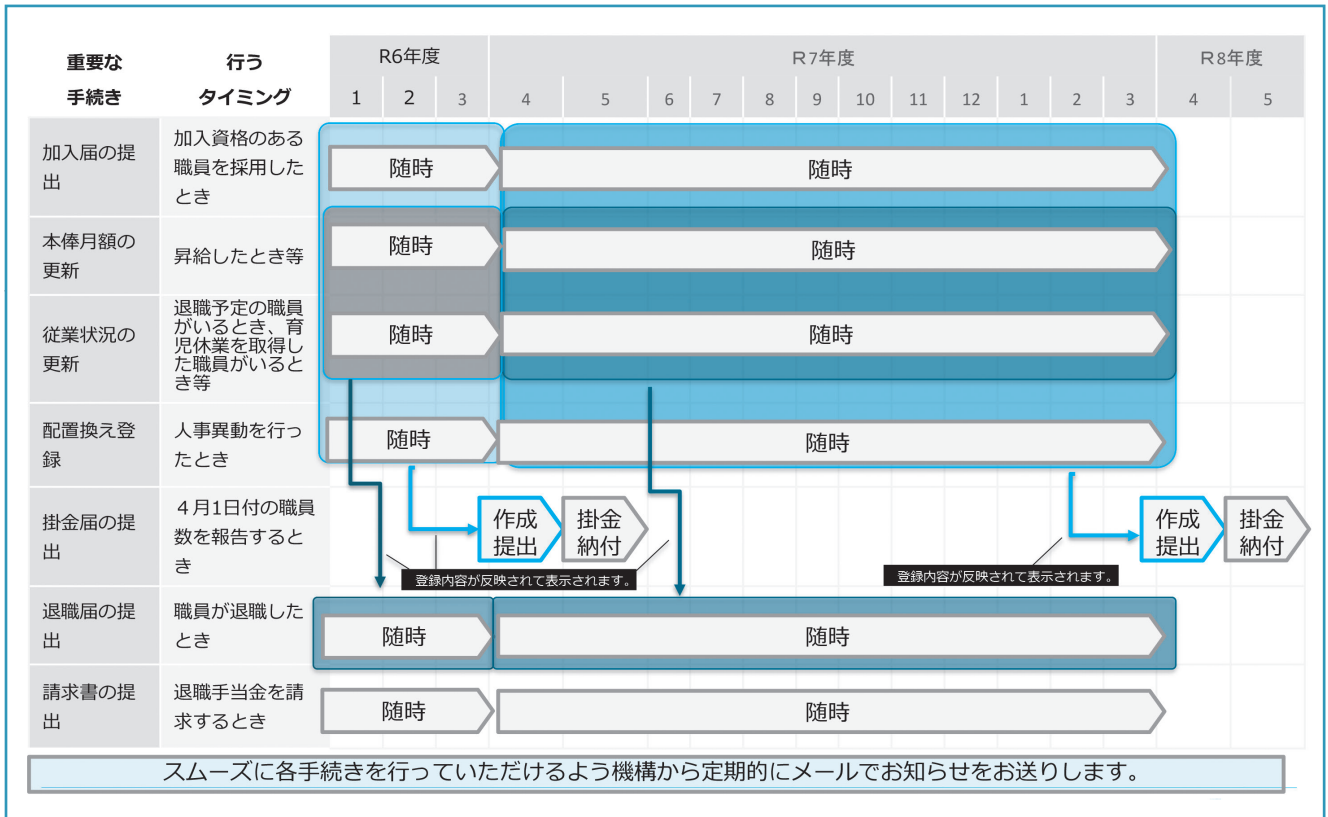 重要な
手続き
行う
タイミング
R6年度
R7年度
R8年度
1 2 3 4 5 6 7 8 9 10 11 12 1 2 3 4 5
加入届の提
出
加入資格のある
職員を採用した
とき
随時
随時
本俸月額の
更新
昇給したとき等
随時
随時
従業状況の
更新
退職予定の職員
がいるとき、育
児休業を取得し
た職員がいると
き等
随時
随時
配置換え登
録
人事異動を行っ
たとき
随時
随時
掛金届の提
出
４月1日付の職員
数を報告すると
き
作成
提出
掛金
納付
作成
提出
掛金
納付
登録内容が反映されて表示されます。
登録内容が反映されて表示されます。
退職届の提
出
職員が退職した
とき
随時
随時
請求書の提
出
退職手当金を請
求するとき
随時
随時
スムーズに各手続きを行っていただけるよう機構から定期的にメールでお知らせをお送りします。